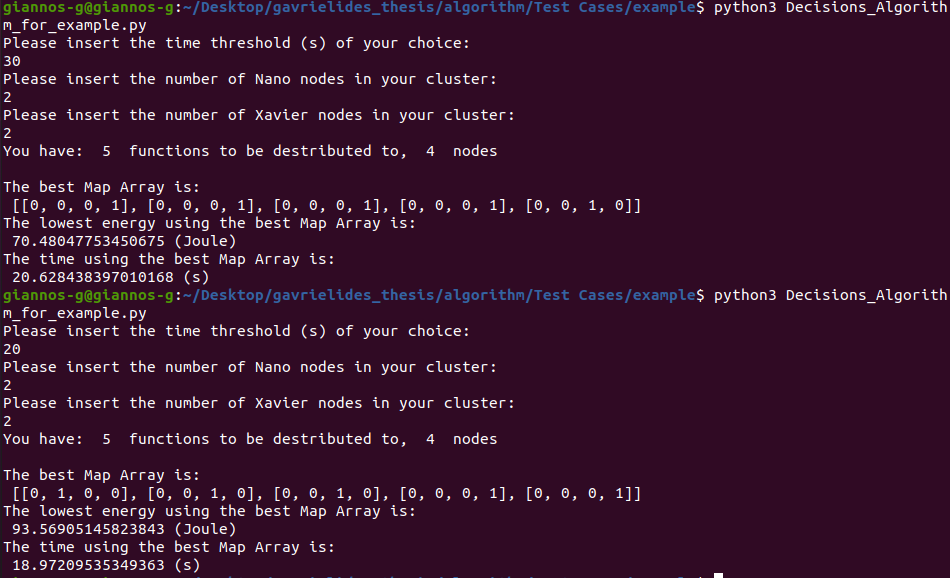 giannos-g@giannos-g:~/Desktop/gavrielides_thesis/algorithm/Test Cases/example$ python3 Decisions_Algorith
m_for_example.py
Please insert the time threshold (s) of your choice:
30
Please insert the number of Nano nodes in your cluster:
2
Please insert the number of Xavier nodes in your cluster:
2
You have:  5  functions to be destributed to,  4  nodes

The best Map Array is:
 [[0, 0, 0, 1], [0, 0, 0, 1], [0, 0, 0, 1], [0, 0, 0, 1], [0, 0, 1, 0]]
The lowest energy using the best Map Array is:
 70.48047753450675 (Joule)
The time using the best Map Array is:
 20.628438397010168 (s)
giannos-g@giannos-g:~/Desktop/gavrielides_thesis/algorithm/Test Cases/example$ python3 Decisions_Algorith
m_for_example.py
Please insert the time threshold (s) of your choice:
20
Please insert the number of Nano nodes in your cluster:
2
Please insert the number of Xavier nodes in your cluster:
2
You have:  5  functions to be destributed to,  4  nodes

The best Map Array is:
 [[0, 1, 0, 0], [0, 0, 1, 0], [0, 0, 1, 0], [0, 0, 0, 1], [0, 0, 0, 1]]
The lowest energy using the best Map Array is:
 93.56905145823843 (Joule)
The time using the best Map Array is:
 18.97209535349363 (s)